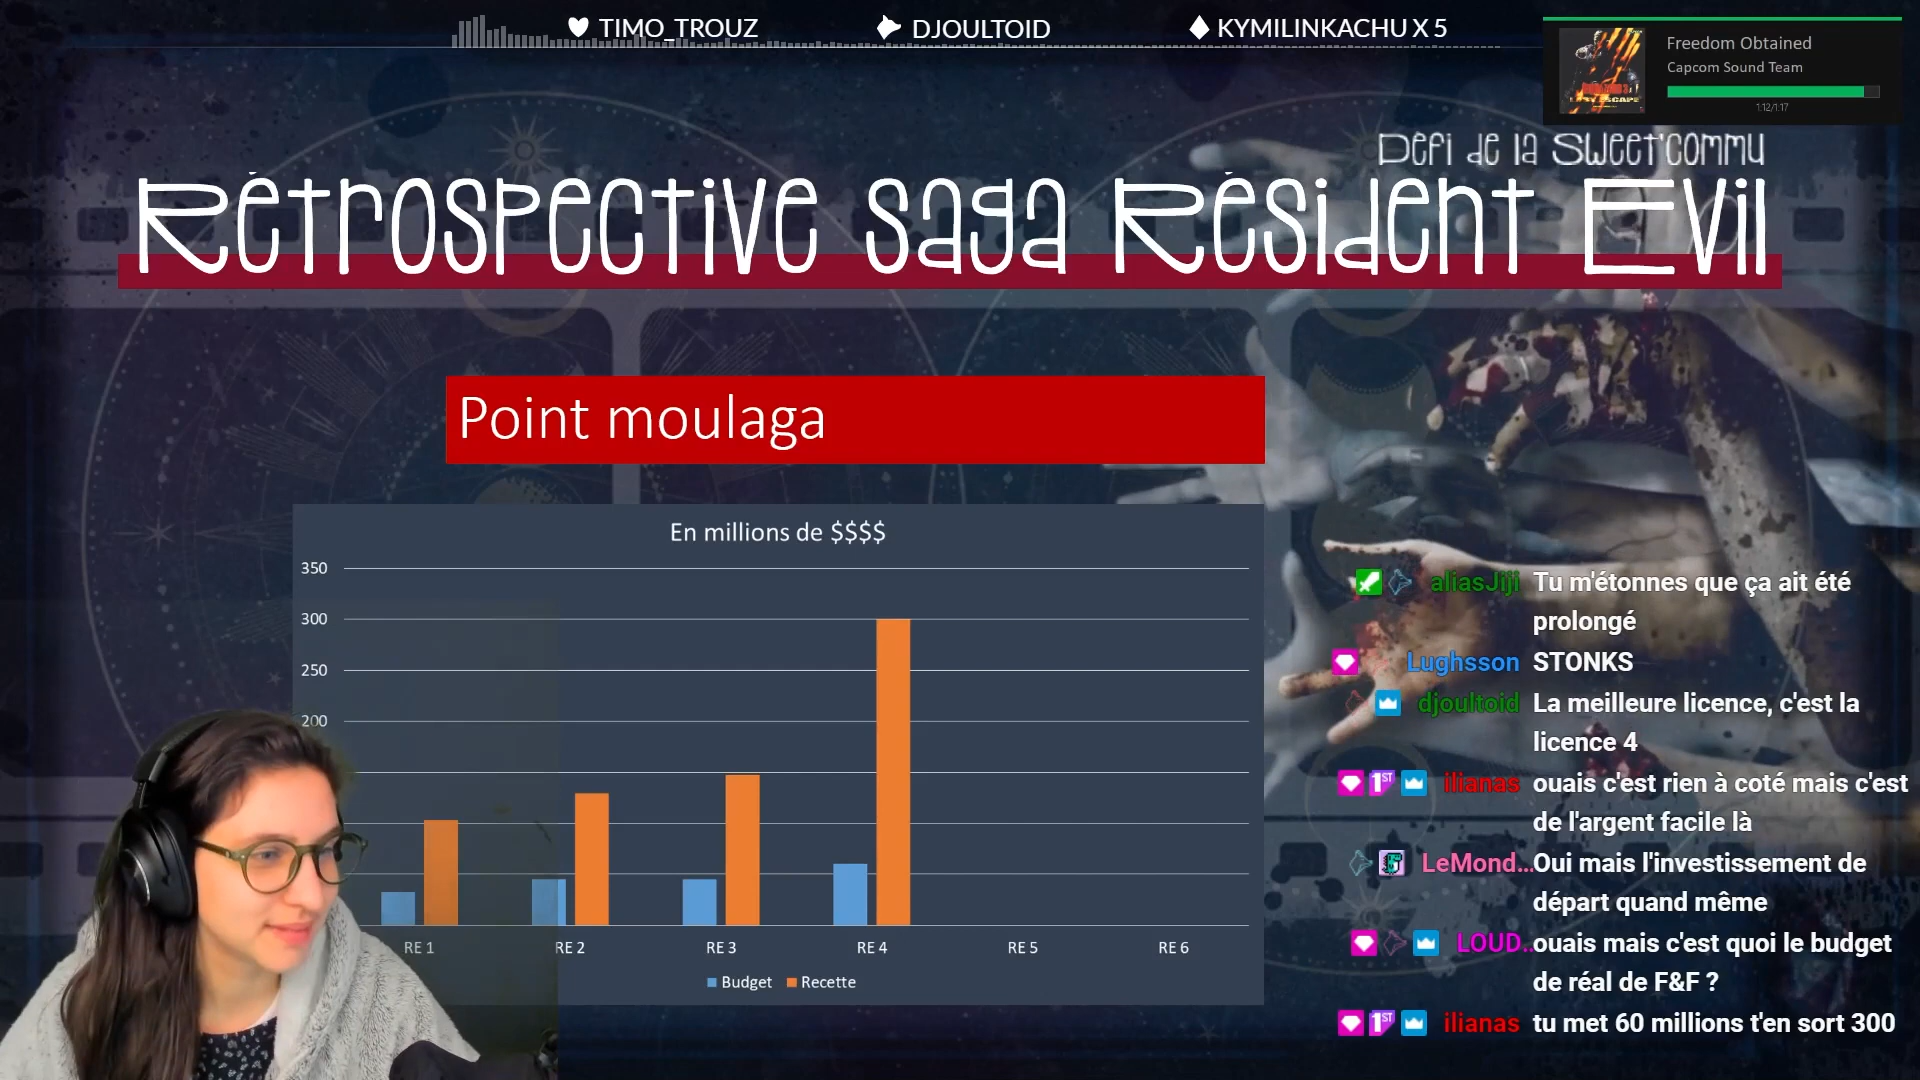 TIMO_TROUZ
DJOULTOID
KYMILINKACHU X 5
Freedom Obtained
Capcom Sound Team
1:12/1:17
Défi de la Sweet'commu
Rétrospective saga Résident Evil
Point moulaga
En millions de $$$$
350
300
250
200
RE 1
RE 2
RE 3
RE 4
RE 5
RE 6
Budget
Recette
aliasJiji Tu m'étonnes que ça ait été
prolongé
Lughsson STONKS
djoultoid La meilleure licence, c'est la
licence 4
ilianas ouais c'est rien à coté mais c'est
de l'argent facile là
LeMond... Oui mais l'investissement de
départ quand même
LOUD... ouais mais c'est quoi le budget
de réal de F&F ?
ilianas tu met 60 millions t'en sort 300